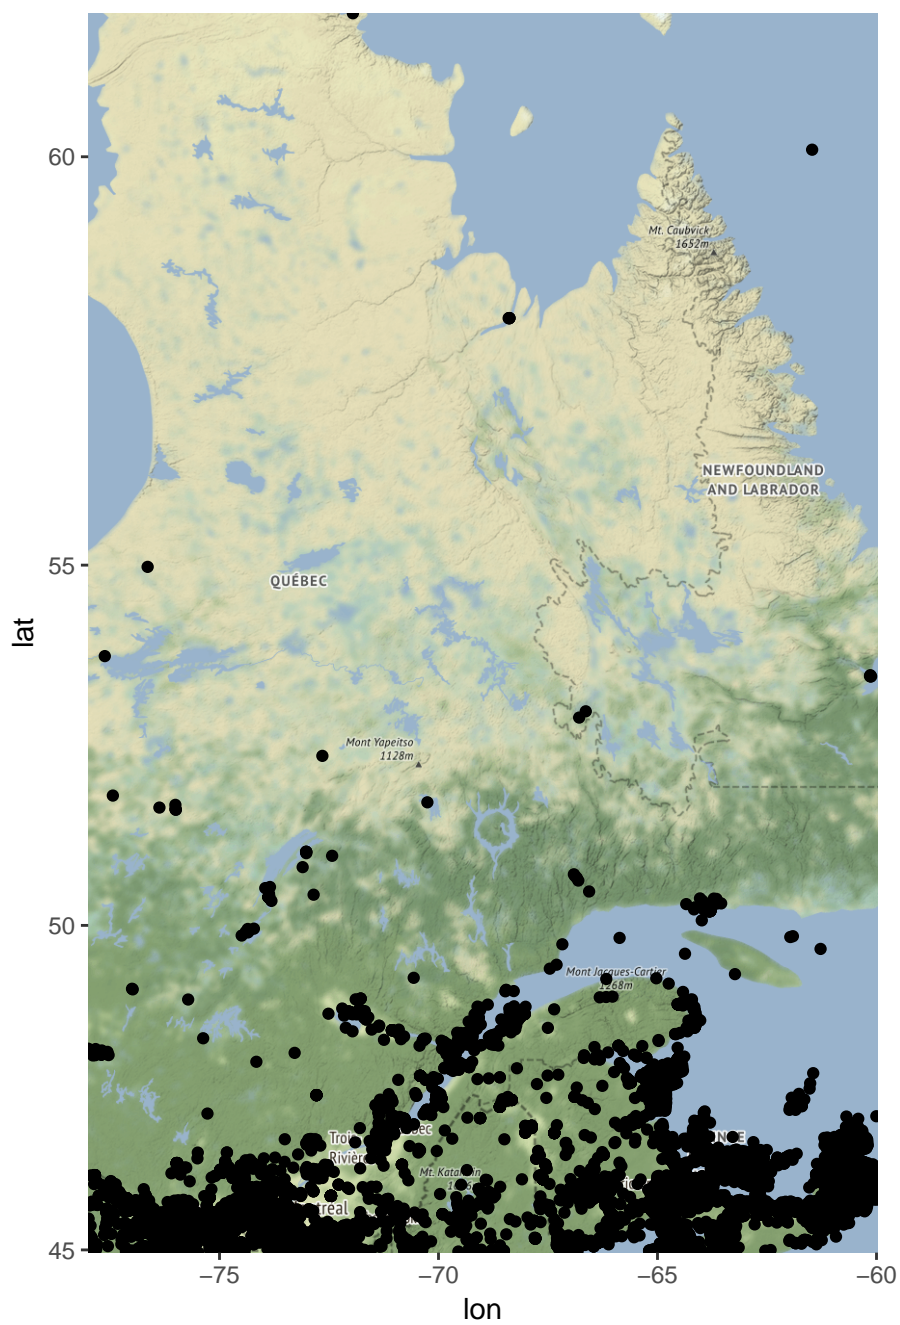 60
Mt. Caubvick
1652m
NEWFOUNDLAND
AND LABRADOR
55
QUÉBEC
lat
Mont Yapeitso
1128m
50
Mont Jacques-Cartier
1268m
Mt. Katahdin
45
−75
−70
−65
−60
lon